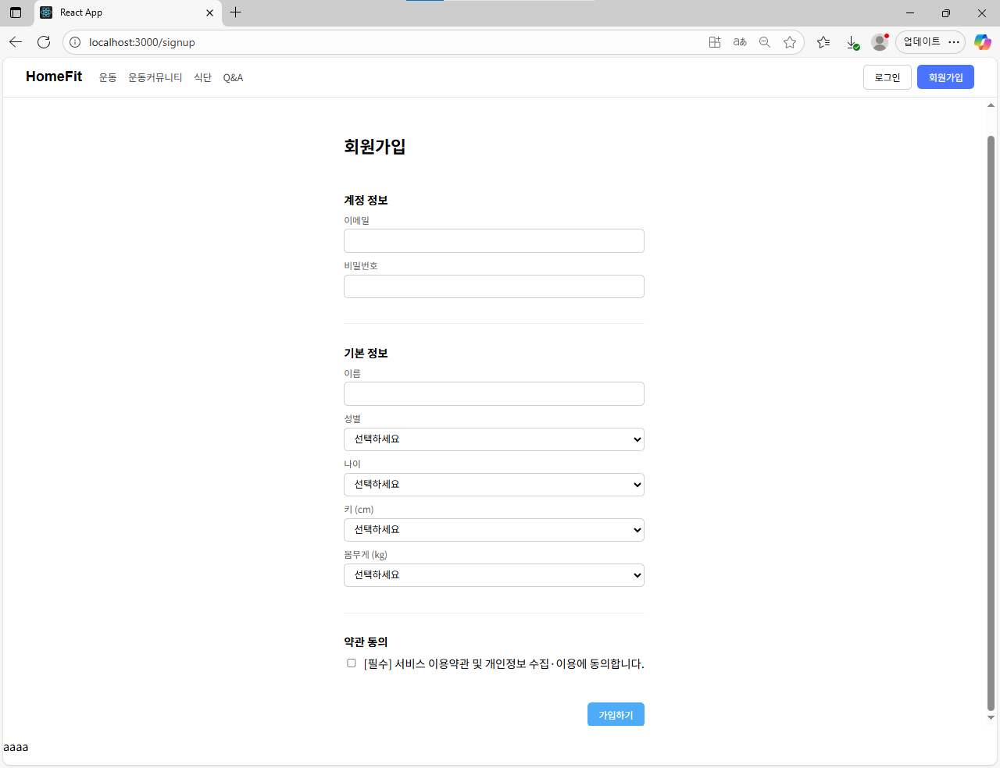 React App
localhost:3000/signup
aあ
업데이트
HomeFit 운동 운동커뮤니티 식단 Q&A 로그인 회원가입
회원가입
계정 정보
이메일
비밀번호
기본 정보
이름
성별
선택하세요
나이
선택하세요
키 (cm)
선택하세요
몸무게 (kg)
선택하세요
약관 동의
[필수] 서비스 이용약관 및 개인정보 수집·이용에 동의합니다.
가입하기
aaaa